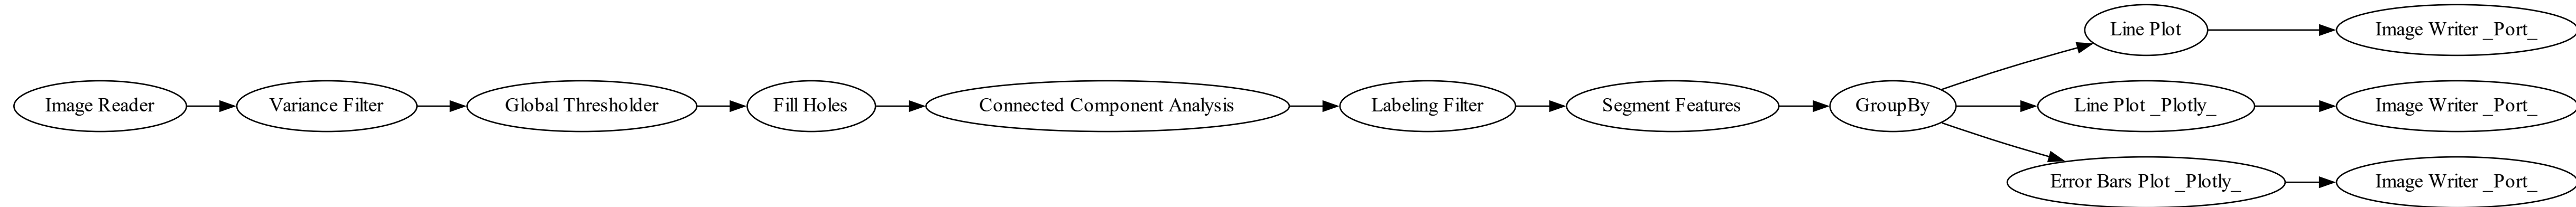 Line Plot
Image Writer _Port_
Image Reader
Variance Filter
Global Thresholder
Fill Holes
Connected Component Analysis
Labeling Filter
Segment Features
GroupBy
Line Plot _Plotly_
Image Writer _Port_
Error Bars Plot _Plotly_
Image Writer _Port_